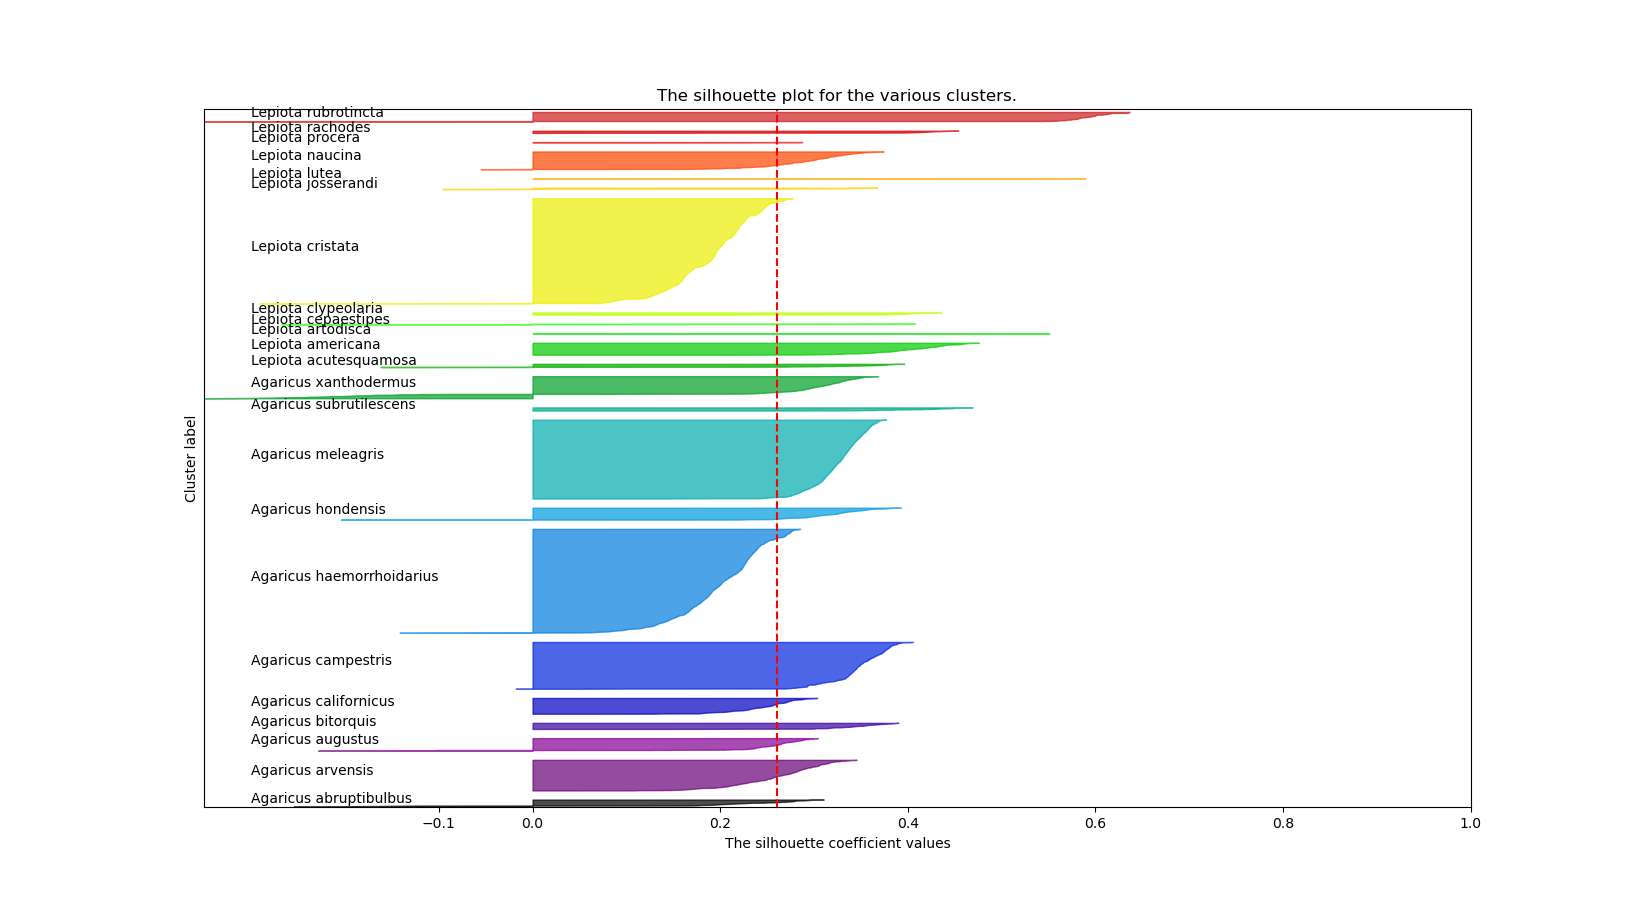 The silhouette plot for the various clusters.
Lepiota rubrotincta
Lepiota rachodes
Lepiota procera
Lepiota naucina
Lepiota lutea
Lepiota josserandi
Lepiota cristata
Lepiota clypeolaria
Lepiota cepaestipes
Lepiota artodisca
Lepiota americana
Lepiota acutesquamosa
Agaricus xanthodermus
Agaricus subrutilescens
Agaricus meleagris
Agaricus hondensis
Agaricus haemorrhoidarius
Agaricus campestris
Agaricus californicus
Agaricus bitorquis
Agaricus augustus
Agaricus arvensis
Agaricus abruptibulbus
Cluster label
−0.1 0.0 0.2 0.4 0.6 0.8 1.0
The silhouette coefficient values